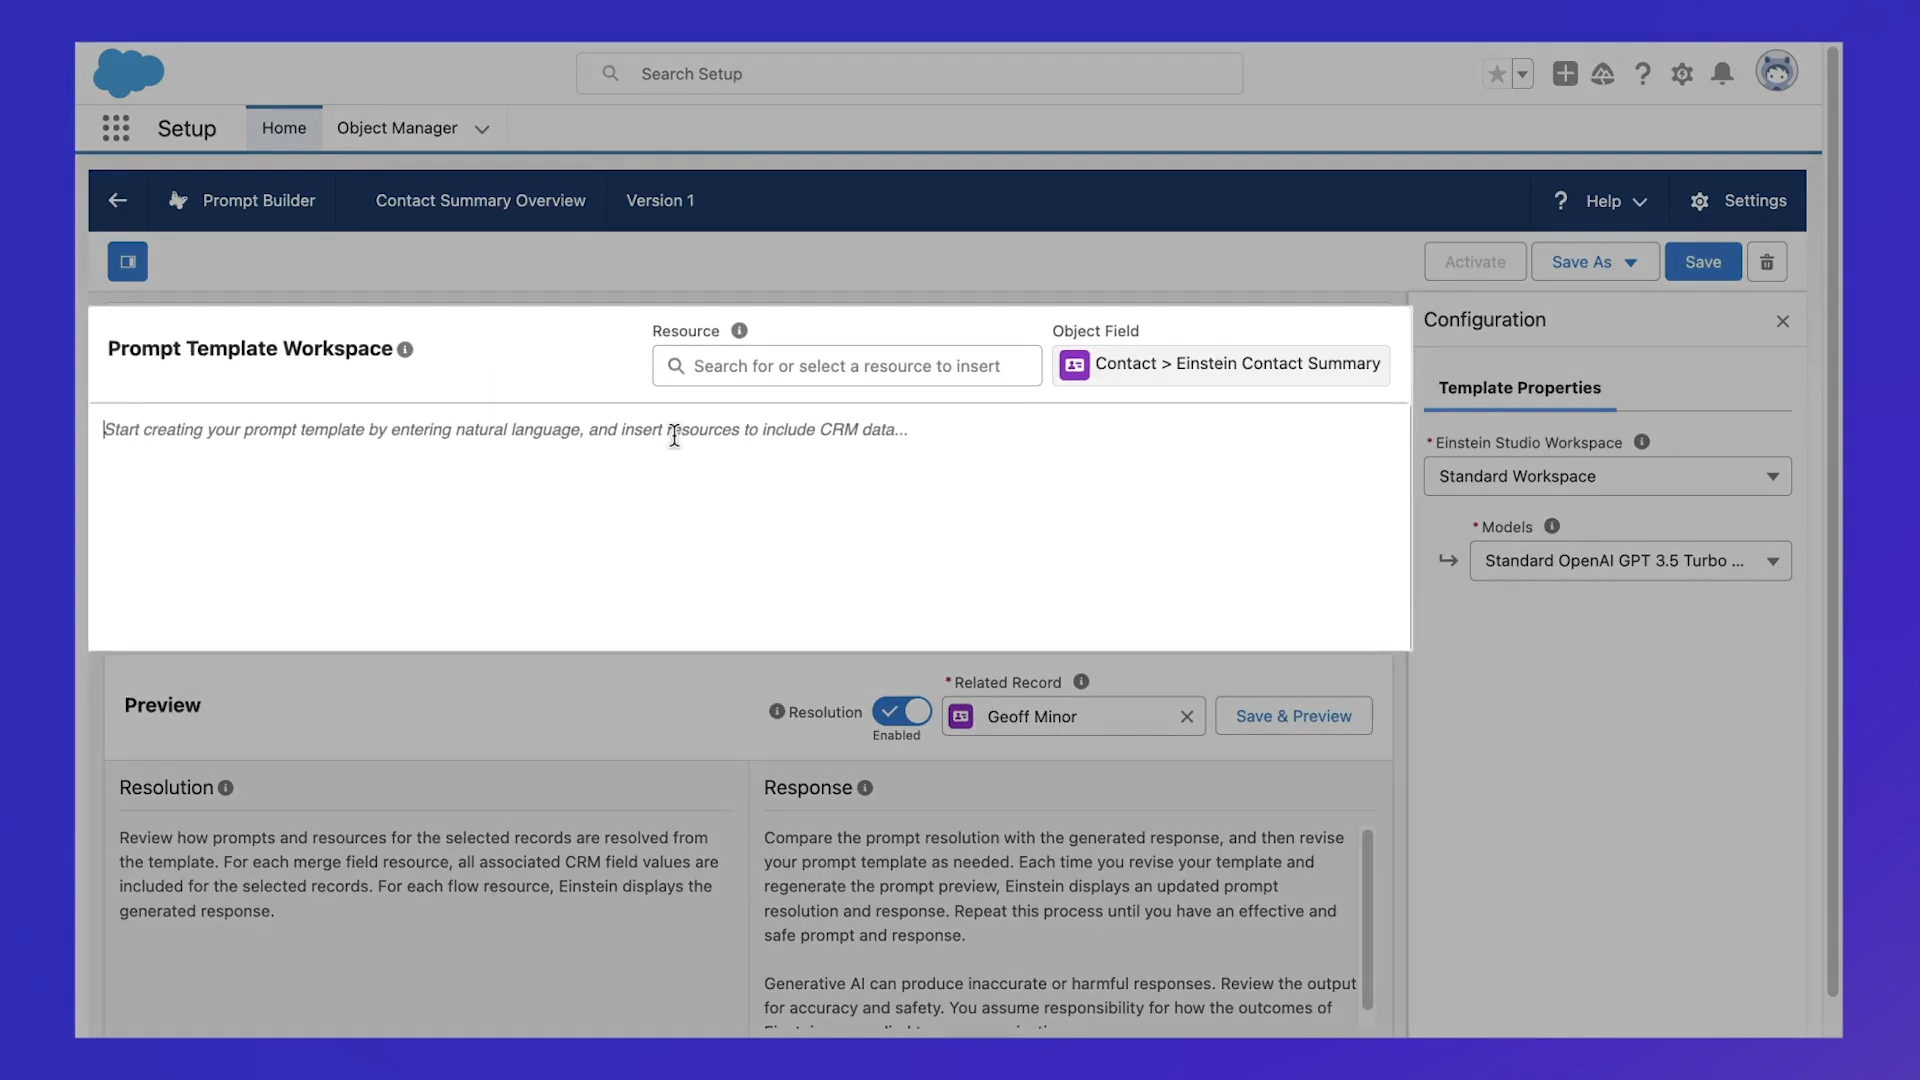 Search Setup
Setup
Home
Object Manager
Prompt Builder
Contact Summary Overview
Version 1
? Help
Settings
Activate
Save As
Save
Prompt Template Workspace
Resource
Search for or select a resource to insert
Object Field
Contact > Einstein Contact Summary
Start creating your prompt template by entering natural language, and insert resources to include CRM data...
Configuration
Template Properties
* Einstein Studio Workspace
Standard Workspace
* Models
Standard OpenAI GPT 3.5 Turbo ...
Preview
Resolution
Enabled
* Related Record
Geoff Minor
Save & Preview
Resolution
Review how prompts and resources for the selected records are resolved from
the template. For each merge field resource, all associated CRM field values are
included for the selected records. For each flow resource, Einstein displays the
generated response.
Response
Compare the prompt resolution with the generated response, and then revise
your prompt template as needed. Each time you revise your template and
regenerate the prompt preview, Einstein displays an updated prompt
resolution and response. Repeat this process until you have an effective and
safe prompt and response.
Generative AI can produce inaccurate or harmful responses. Review the output
for accuracy and safety. You assume responsibility for how the outcomes of